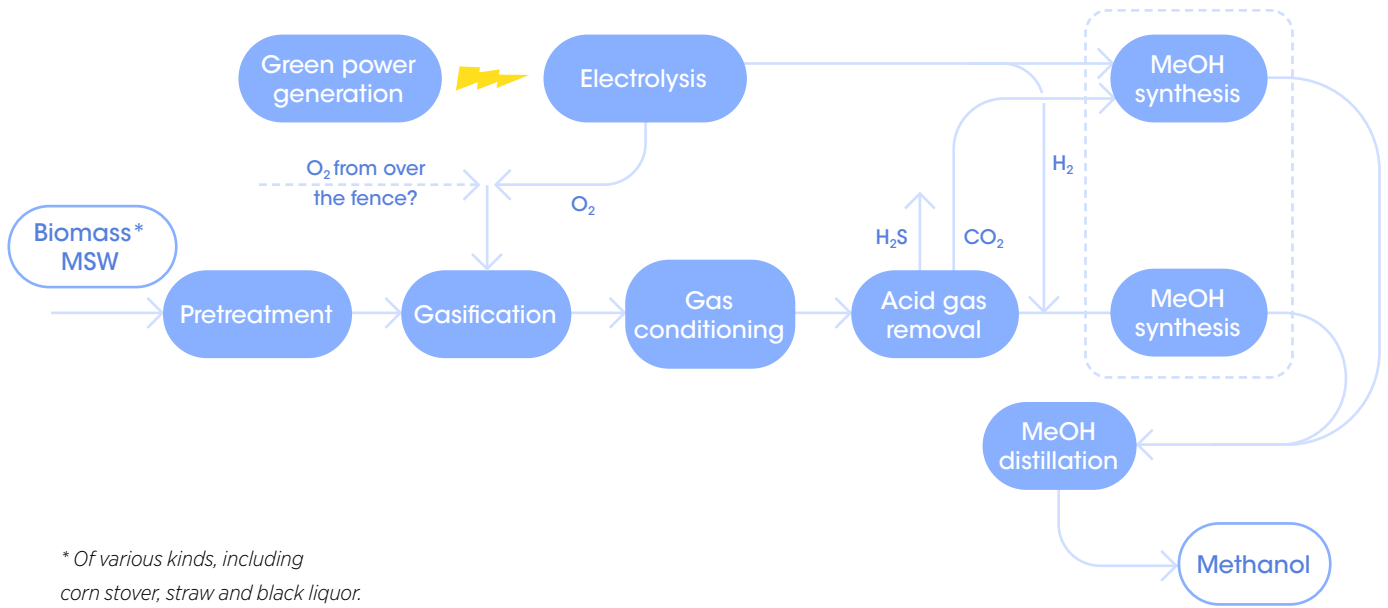 Green power
generation
Electrolysis
MeOH
synthesis
O₂ from over
the fence?
O₂
H₂
Biomass*
MSW
H₂S
CO₂
Pretreatment
Gasification
Gas
conditioning
Acid gas
removal
MeOH
synthesis
MeOH
distillation
Methanol
* Of various kinds, including
corn stover, straw and black liquor.